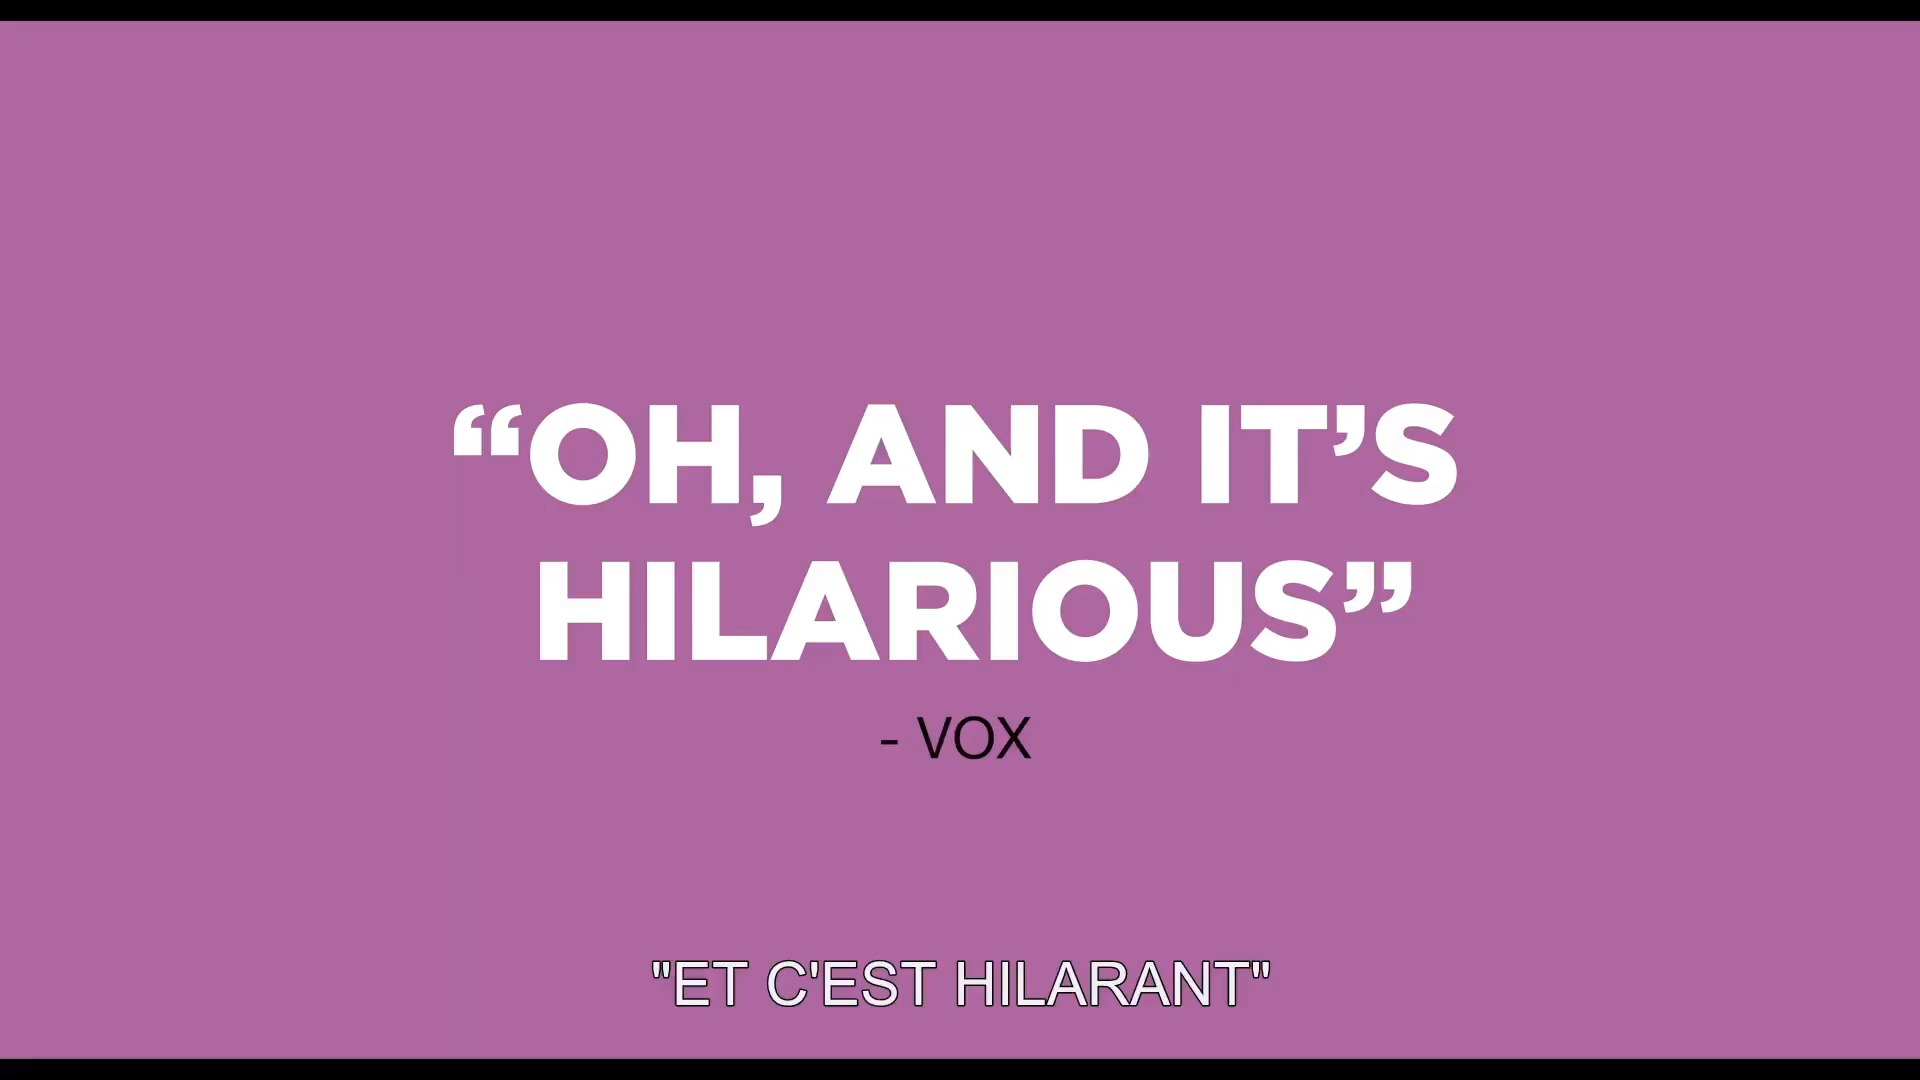 “OH, AND IT’S
HILARIOUS”
- VOX
"ET C'EST HILARANT"